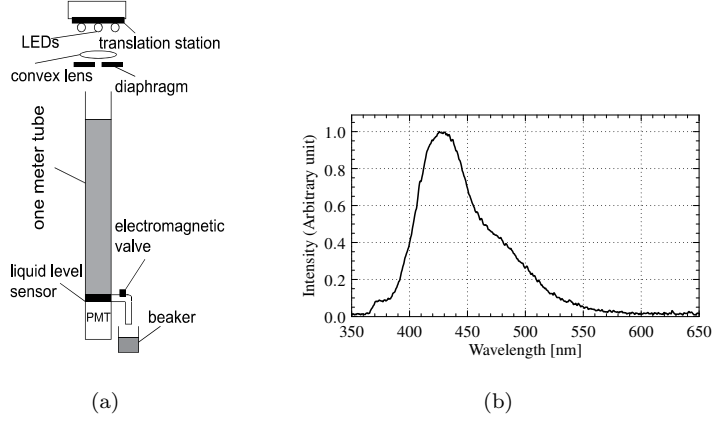 LEDs
translation station
convex lens
diaphragm
one meter tube
electromagnetic
valve
liquid level
sensor
PMT
beaker
(a)
Intensity (Arbitrary unit)
1.0
0.8
0.6
0.4
0.2
0.0
350 400 450 500 550 600 650
Wavelength [nm]
(b)